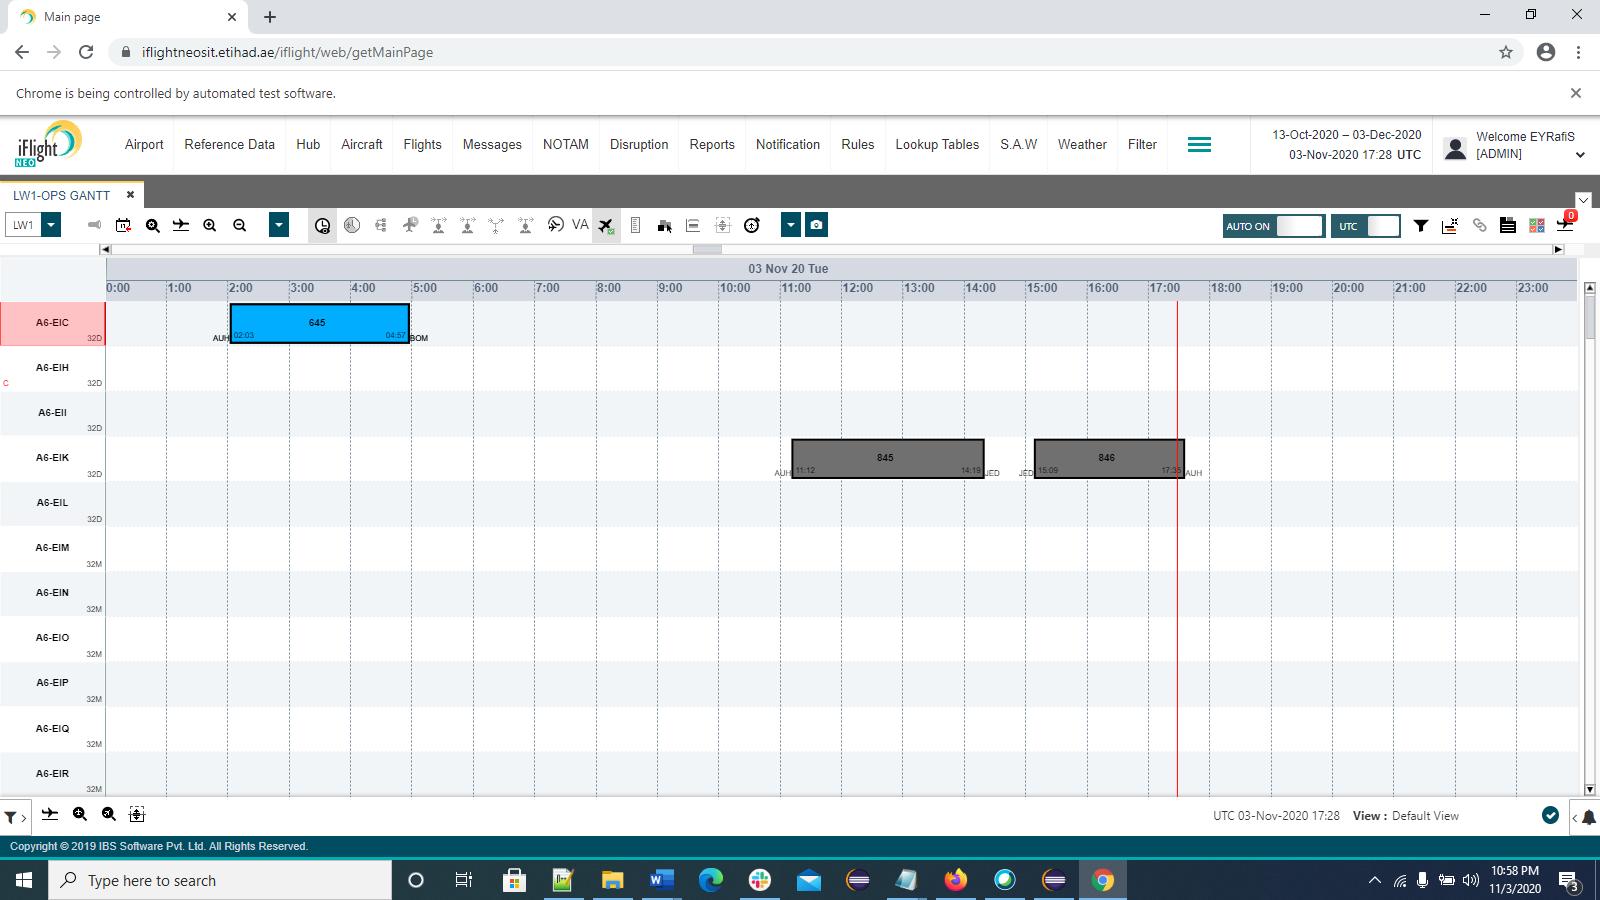 Main page
iflightneosit.etihad.ae/iflight/web/getMainPage
Chrome is being controlled by automated test software.
iFlight
NEO
Airport Reference Data Hub Aircraft Flights Messages NOTAM Disruption Reports Notification Rules Lookup Tables S.A.W Weather Filter
13-Oct-2020 – 03-Dec-2020
03-Nov-2020 17:28 UTC
Welcome EYRafiS
[ADMIN]
LW1-OPS GANTT
LW1 VA AUTO ON UTC 0
03 Nov 20 Tue
0:00 1:00 2:00 3:00 4:00 5:00 6:00 7:00 8:00 9:00 10:00 11:00 12:00 13:00 14:00 15:00 16:00 17:00 18:00 19:00 20:00 21:00 22:00 23:00
A6-EIC 645
32D AUH 02:03 04:57 BOM
A6-EIH
C 32D
A6-EII
32D
A6-EIK 845 846
32D AUH 11:12 14:19 JED JED 15:09 17:35 AUH
A6-EIL
32D
A6-EIM
32M
A6-EIN
32M
A6-EIO
32M
A6-EIP
32M
A6-EIQ
32M
A6-EIR
32M
UTC 03-Nov-2020 17:28 View : Default View
Copyright © 2019 IBS Software Pvt. Ltd. All Rights Reserved.
Type here to search
10:58 PM
11/3/2020
3